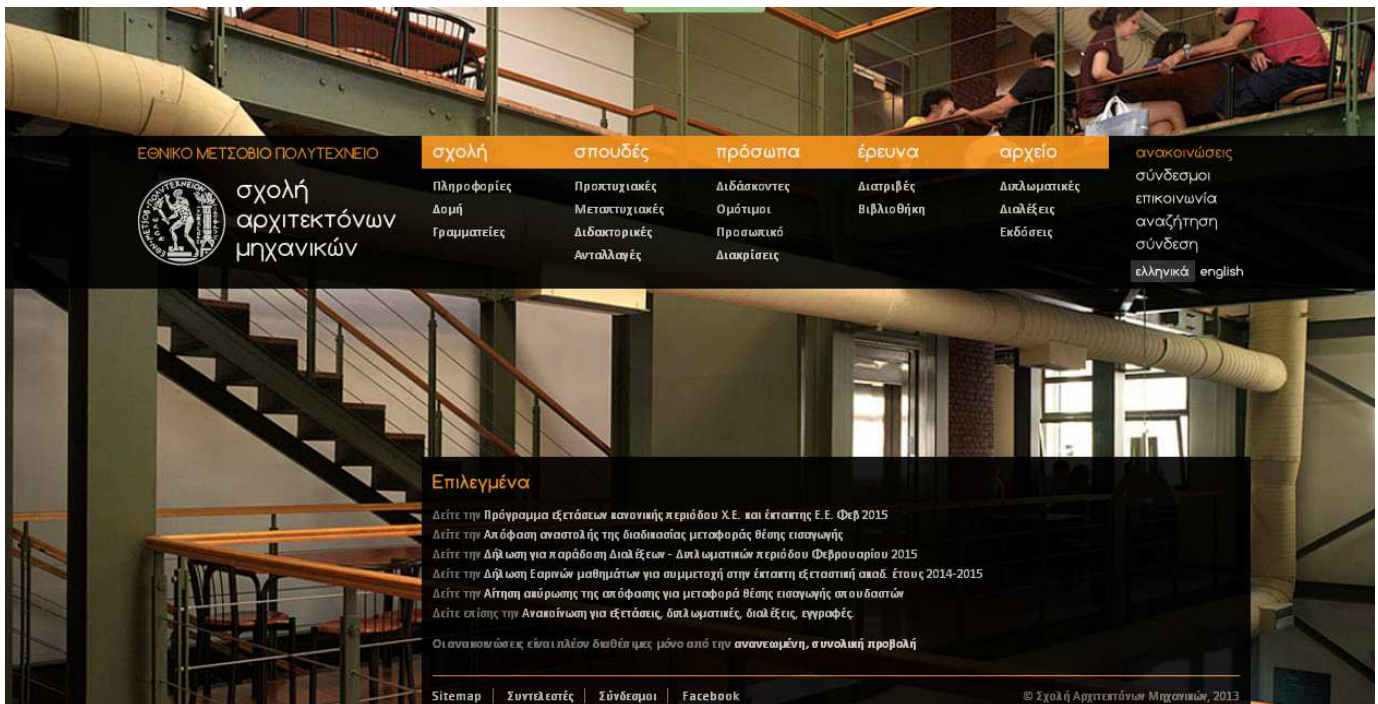 ΕΘΝΙΚΟ ΜΕΤΣΟΒΙΟ ΠΟΛΥΤΕΧΝΕΙΟ
σχολή
αρχιτεκτόνων
μηχανικών
σχολή σπουδές πρόσωπα έρευνα αρχείο
Πληροφορίες Προπτυχιακές Διδάσκοντες Διατριβές Διπλωματικές
Δομή Μεταπτυχιακές Ομότιμοι Βιβλιοθήκη Διαλέξεις
Γραμματείες Διδακτορικές Προσωπικό Εκδόσεις
Ανταλλαγές Διακρίσεις
ανακοινώσεις
σύνδεσμοι
επικοινωνία
αναζήτηση
σύνδεση
ελληνικά english
Επιλεγμένα
Δείτε την Πρόγραμμα εξετάσεων κανονικής περιόδου Χ.Ε. και έκτακτης Ε.Ε. Φεβ 2015
Δείτε την Απόφαση αναστολής της διαδικασίας μεταφοράς θέσης εισαγωγής
Δείτε την Δήλωση για παράδοση Διαλέξεων - Διπλωματικών περιόδου Φεβρουαρίου 2015
Δείτε την Δήλωση Εαρινών μαθημάτων για συμμετοχή στην έκτακτη εξεταστική ακαδ. έτους 2014-2015
Δείτε την Αίτηση ακύρωσης της απόφασης για μεταφορά θέσης εισαγωγής σπουδαστών
Δείτε επίσης την Ανακοίνωση για εξετάσεις, διπλωματικές, διαλέξεις, εγγραφές.
Οι ανακοινώσεις είναι πλέον διαθέσιμες μόνο από την ανανεωμένη, συνολική προβολή
Sitemap | Συντελεστές | Σύνδεσμοι | Facebook
© Σχολή Αρχιτεκτόνων Μηχανικών, 2013